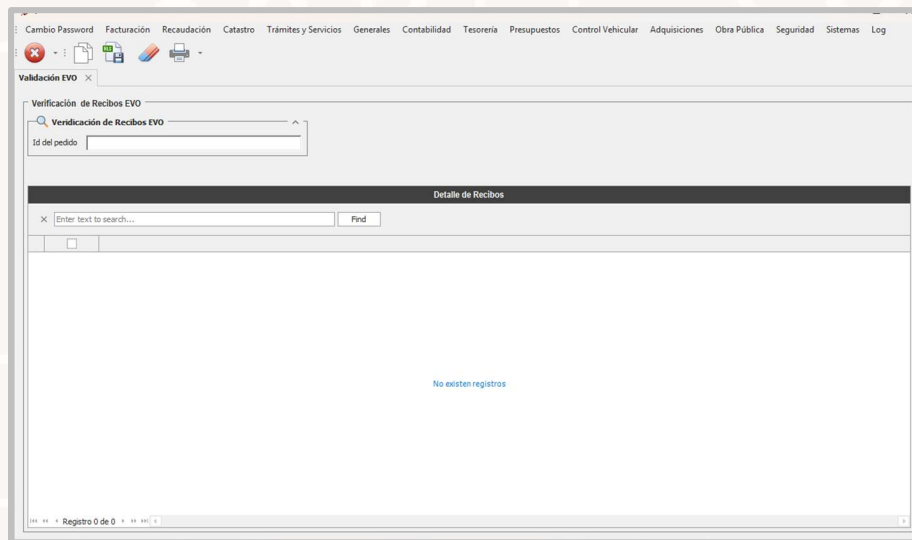 Cambio Password Facturación Recaudación Catastro Trámites y Servicios Generales Contabilidad Tesorería Presupuestos Control Vehicular Adquisiciones Obra Pública Seguridad Sistemas Log
XLS
Validación EVO
Verificación de Recibos EVO
Veridicación de Recibos EVO
Id del pedido
Detalle de Recibos
Enter text to search... Find
No existen registros
Registro 0 de 0